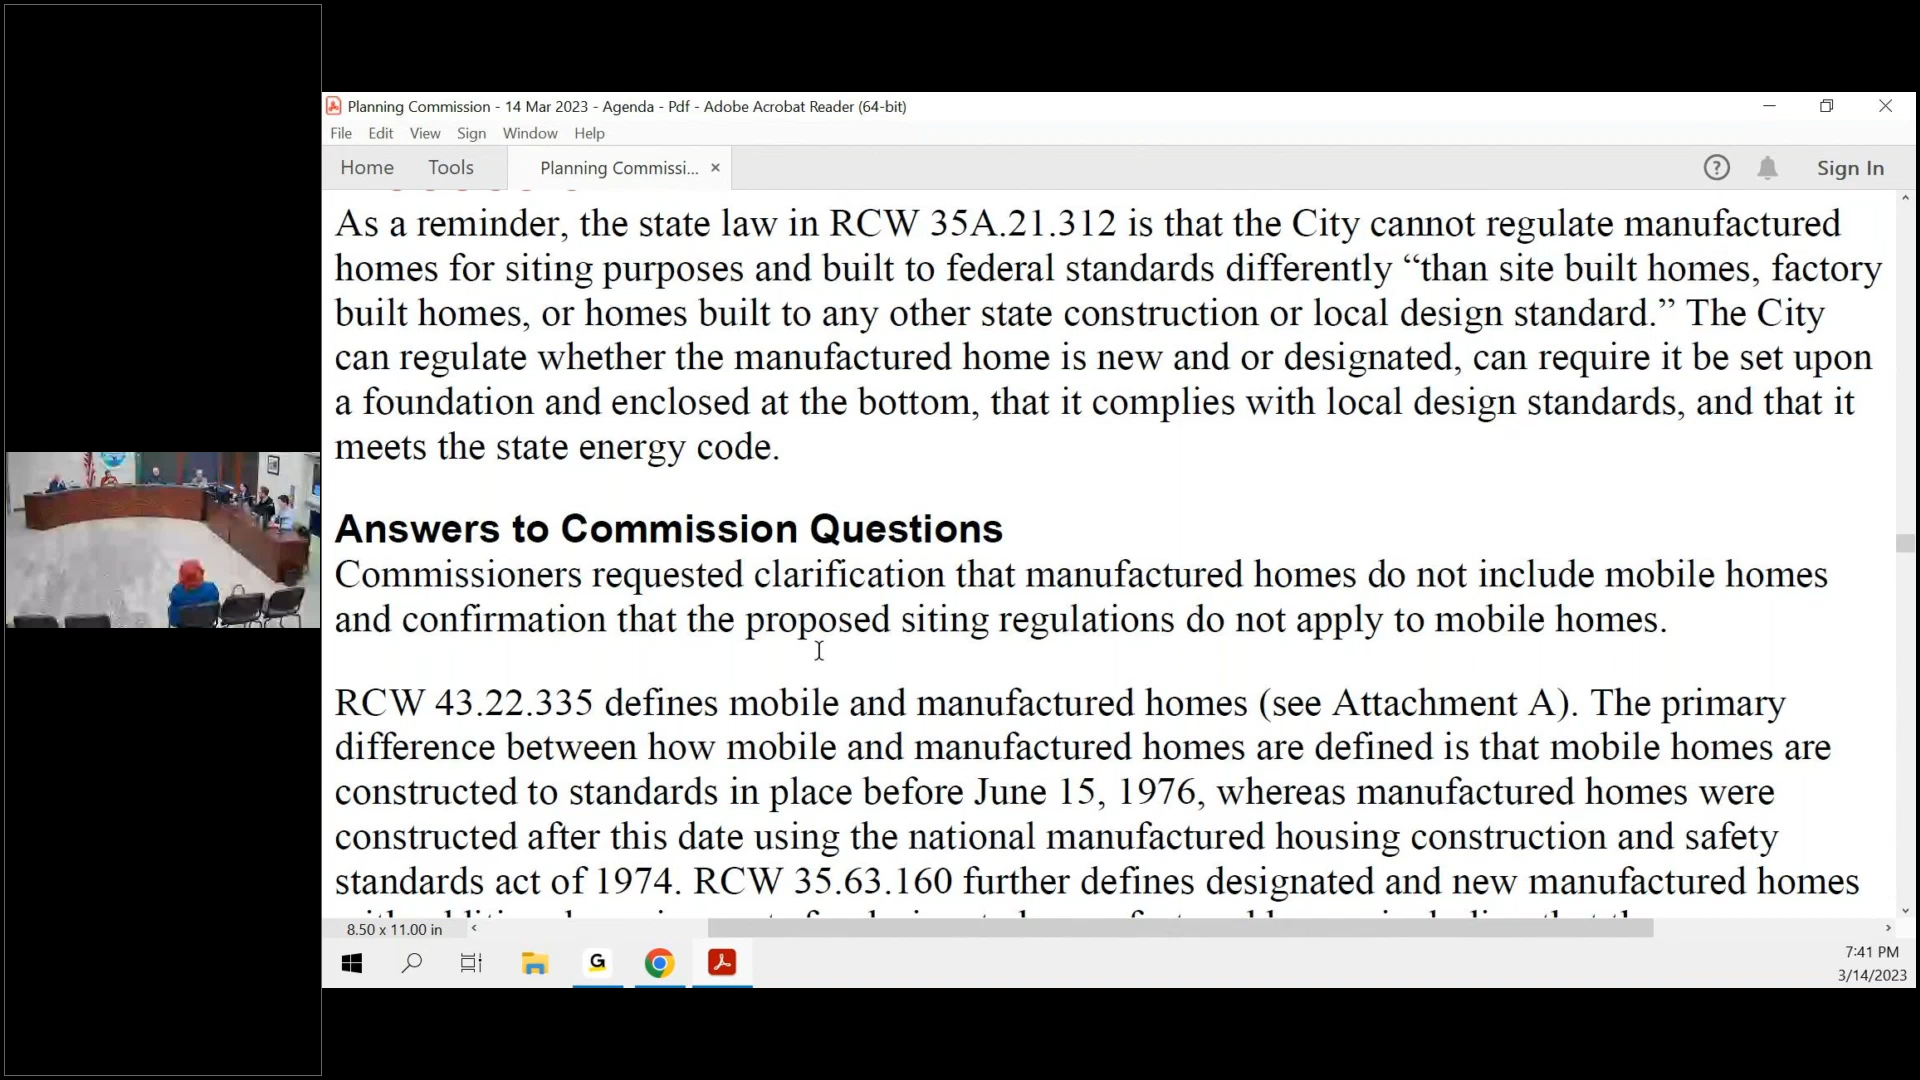 Planning Commission - 14 Mar 2023 - Agenda - Pdf - Adobe Acrobat Reader (64-bit)
File Edit View Sign Window Help
Home Tools Planning Commissi... × Sign In
As a reminder, the state law in RCW 35A.21.312 is that the City cannot regulate manufactured
homes for siting purposes and built to federal standards differently “than site built homes, factory
built homes, or homes built to any other state construction or local design standard.” The City
can regulate whether the manufactured home is new and or designated, can require it be set upon
a foundation and enclosed at the bottom, that it complies with local design standards, and that it
meets the state energy code.
Answers to Commission Questions
Commissioners requested clarification that manufactured homes do not include mobile homes
and confirmation that the proposed siting regulations do not apply to mobile homes.
RCW 43.22.335 defines mobile and manufactured homes (see Attachment A). The primary
difference between how mobile and manufactured homes are defined is that mobile homes are
constructed to standards in place before June 15, 1976, whereas manufactured homes were
constructed after this date using the national manufactured housing construction and safety
standards act of 1974. RCW 35.63.160 further defines designated and new manufactured homes
8.50 x 11.00 in
G
7:41 PM
3/14/2023